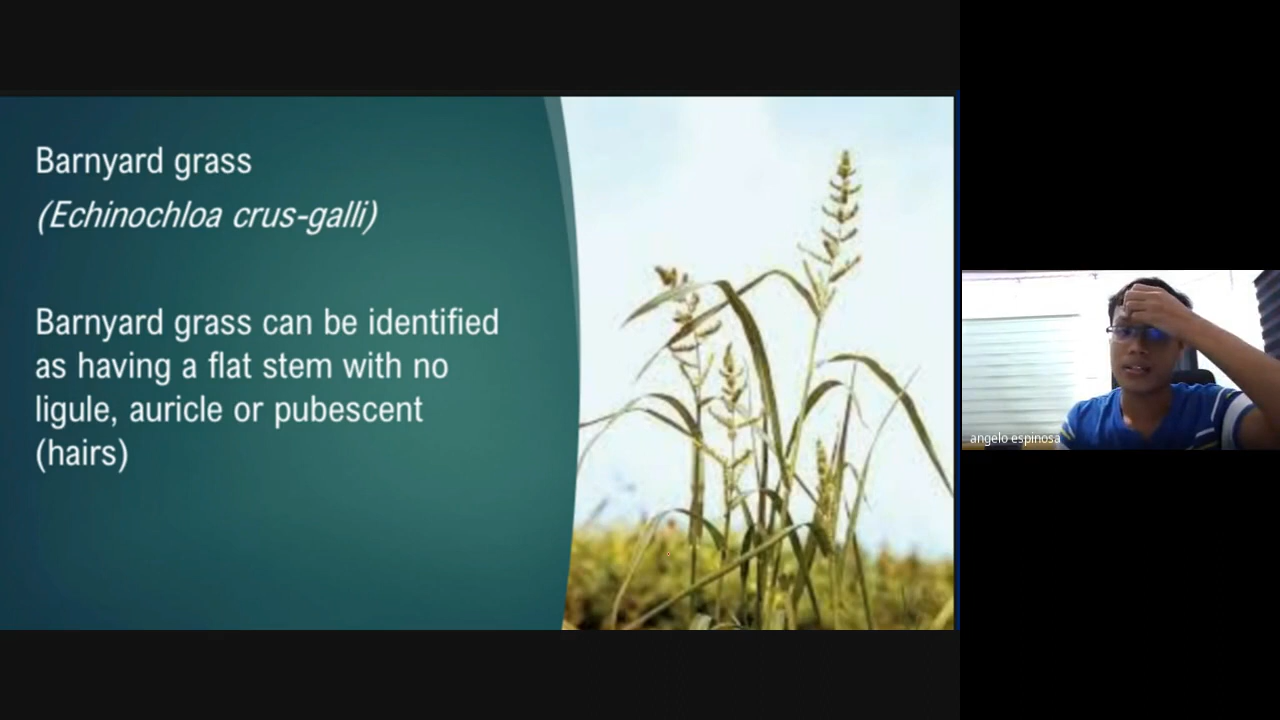 Barnyard grass
(Echinochloa crus-galli)
Barnyard grass can be identified
as having a flat stem with no
ligule, auricle or pubescent
(hairs)
angelo espinosa